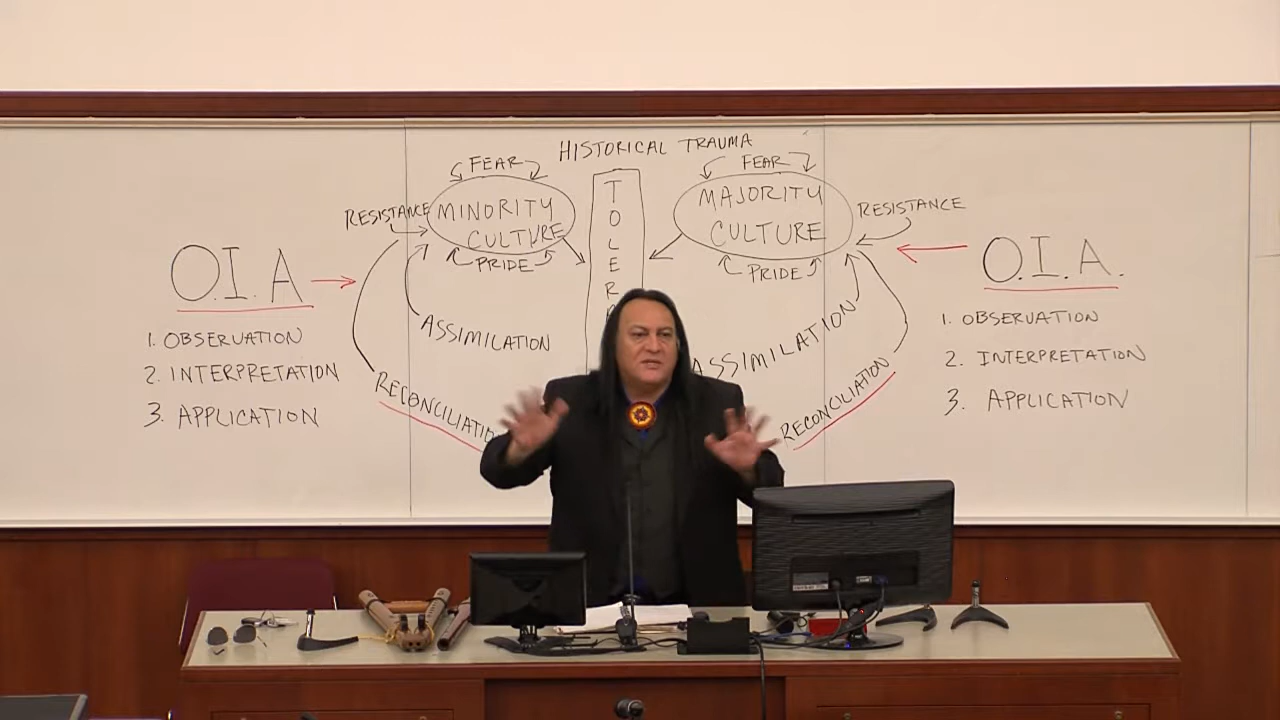 HISTORICAL TRAUMA
FEAR
RESISTANCE
MINORITY
CULTURE
PRIDE
ASSIMILATION
RECONCILIATIO
O.I.A
1. OBSERVATION
2. INTERPRETATION
3. APPLICATION
T
O
L
E
R
FEAR
MAJORITY
CULTURE
PRIDE
RESISTANCE
ASSIMILATION
RECONCILIATION
O.I.A.
1. OBSERVATION
2. INTERPRETATION
3. APPLICATION